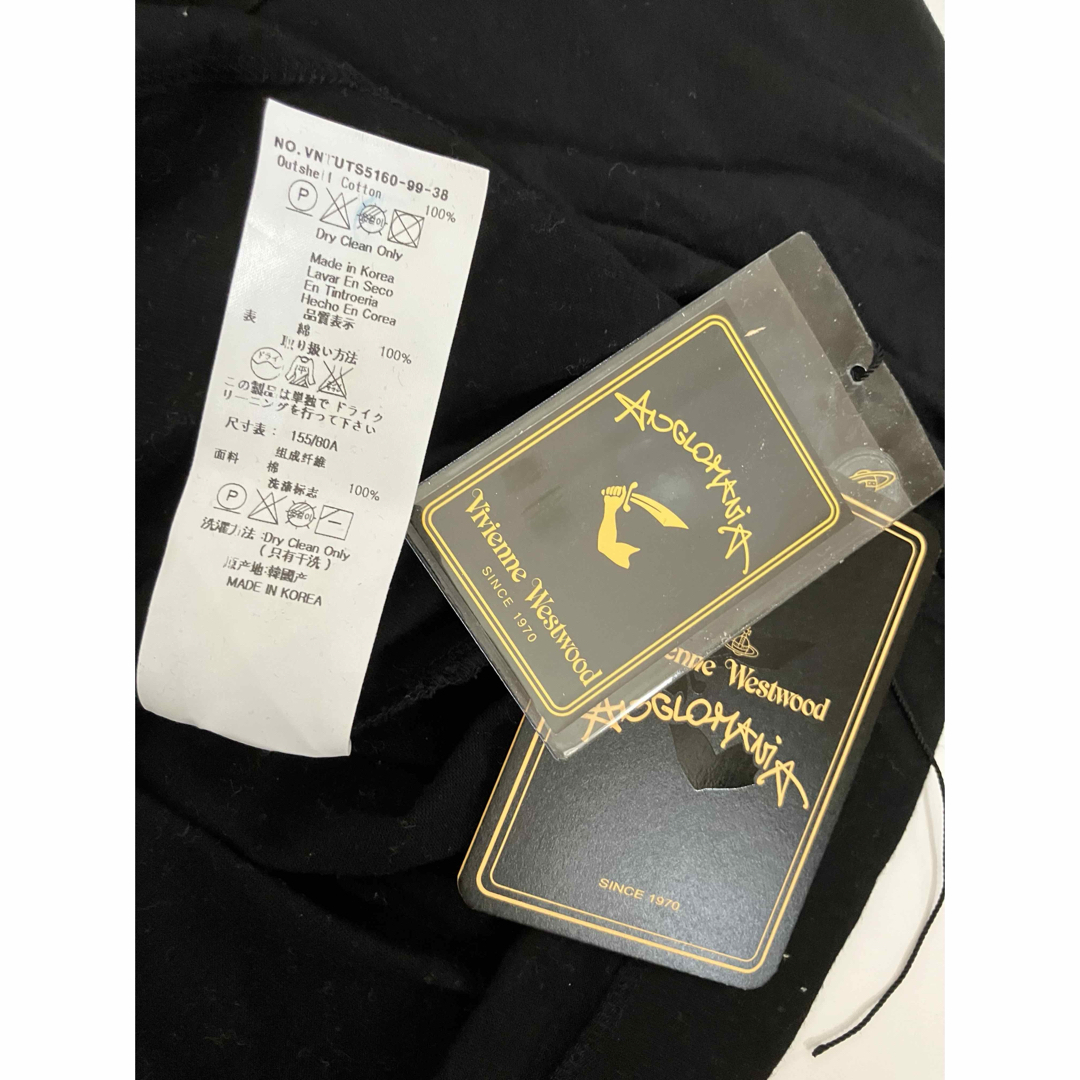 NO.VNTUTS5160-99-38
Outshell Cotton 100%
P
Dry Clean Only
Made in Korea
Lavar En Seco
En Tintroeria
Hecho En Corea
品質表示
表 綿 100%
取り扱い方法
ドライ
この製品は単独で ドライク
リーニングを行って下さい
尺寸表: 155/80A
组成纤维
面料 棉 100%
洗涤标志
P
洗濯方法:Dry Clean Only
(只有干洗)
原产地:韓國产
MADE IN KOREA
ANGLOMANIA
Vivienne Westwood
SINCE 1970
Westwood
ANGLOMANIA
SINCE 1970